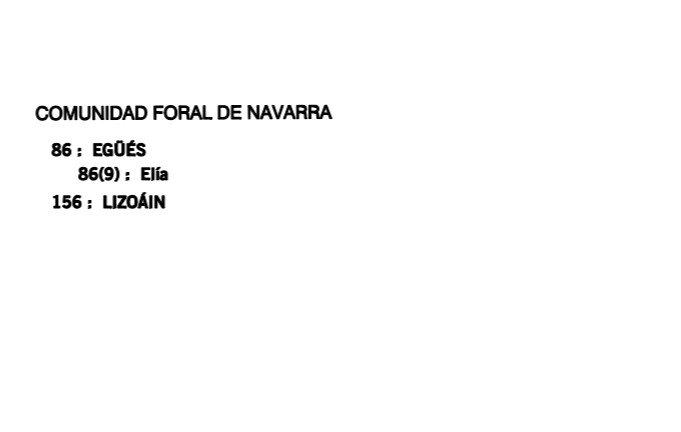 COMUNIDAD FORAL DE NAVARRA
86 : EGÜÉS
86(9) : Elía
156 : LIZOÁIN